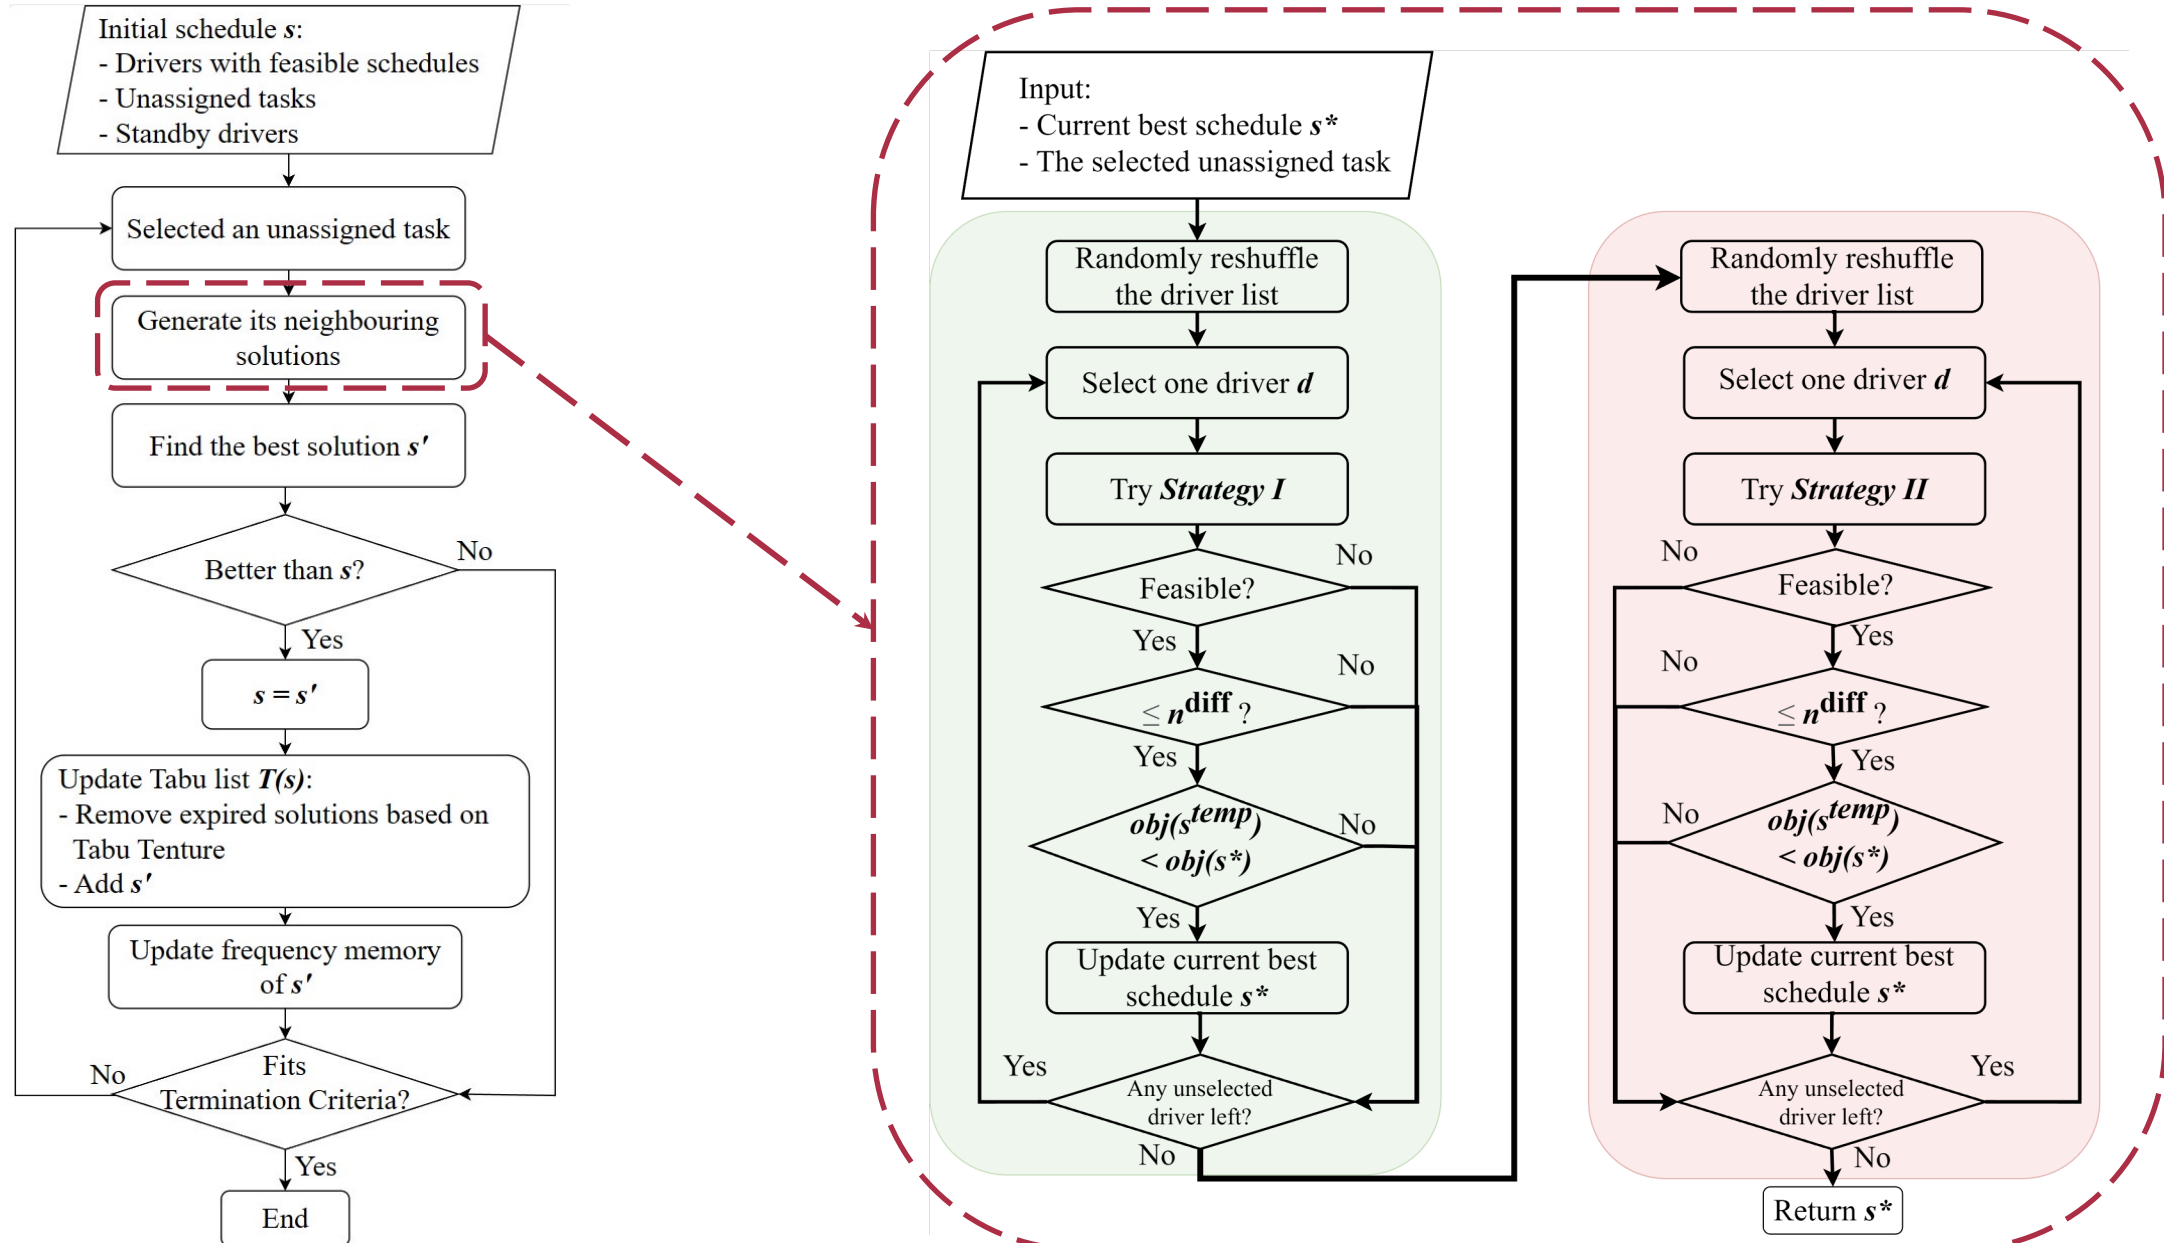 Initial schedule s:
- Drivers with feasible schedules
- Unassigned tasks
- Standby drivers
Selected an unassigned task
Generate its neighbouring
solutions
Find the best solution s'
Better than s?
No
Yes
s = s'
Update Tabu list T(s):
- Remove expired solutions based on
Tabu Tenture
- Add s'
Update frequency memory
of s'
Fits
Termination Criteria?
No
Yes
End
Input:
- Current best schedule s*
- The selected unassigned task
Randomly reshuffle
the driver list
Select one driver d
Try Strategy I
Feasible?
No
Yes
≤ n^diff ?
No
Yes
obj(s^temp)
< obj(s*)
No
Yes
Update current best
schedule s*
Any unselected
driver left?
Yes
No
Randomly reshuffle
the driver list
Select one driver d
Try Strategy II
Feasible?
No
Yes
≤ n^diff ?
No
Yes
obj(s^temp)
< obj(s*)
No
Yes
Update current best
schedule s*
Any unselected
driver left?
Yes
No
Return s*